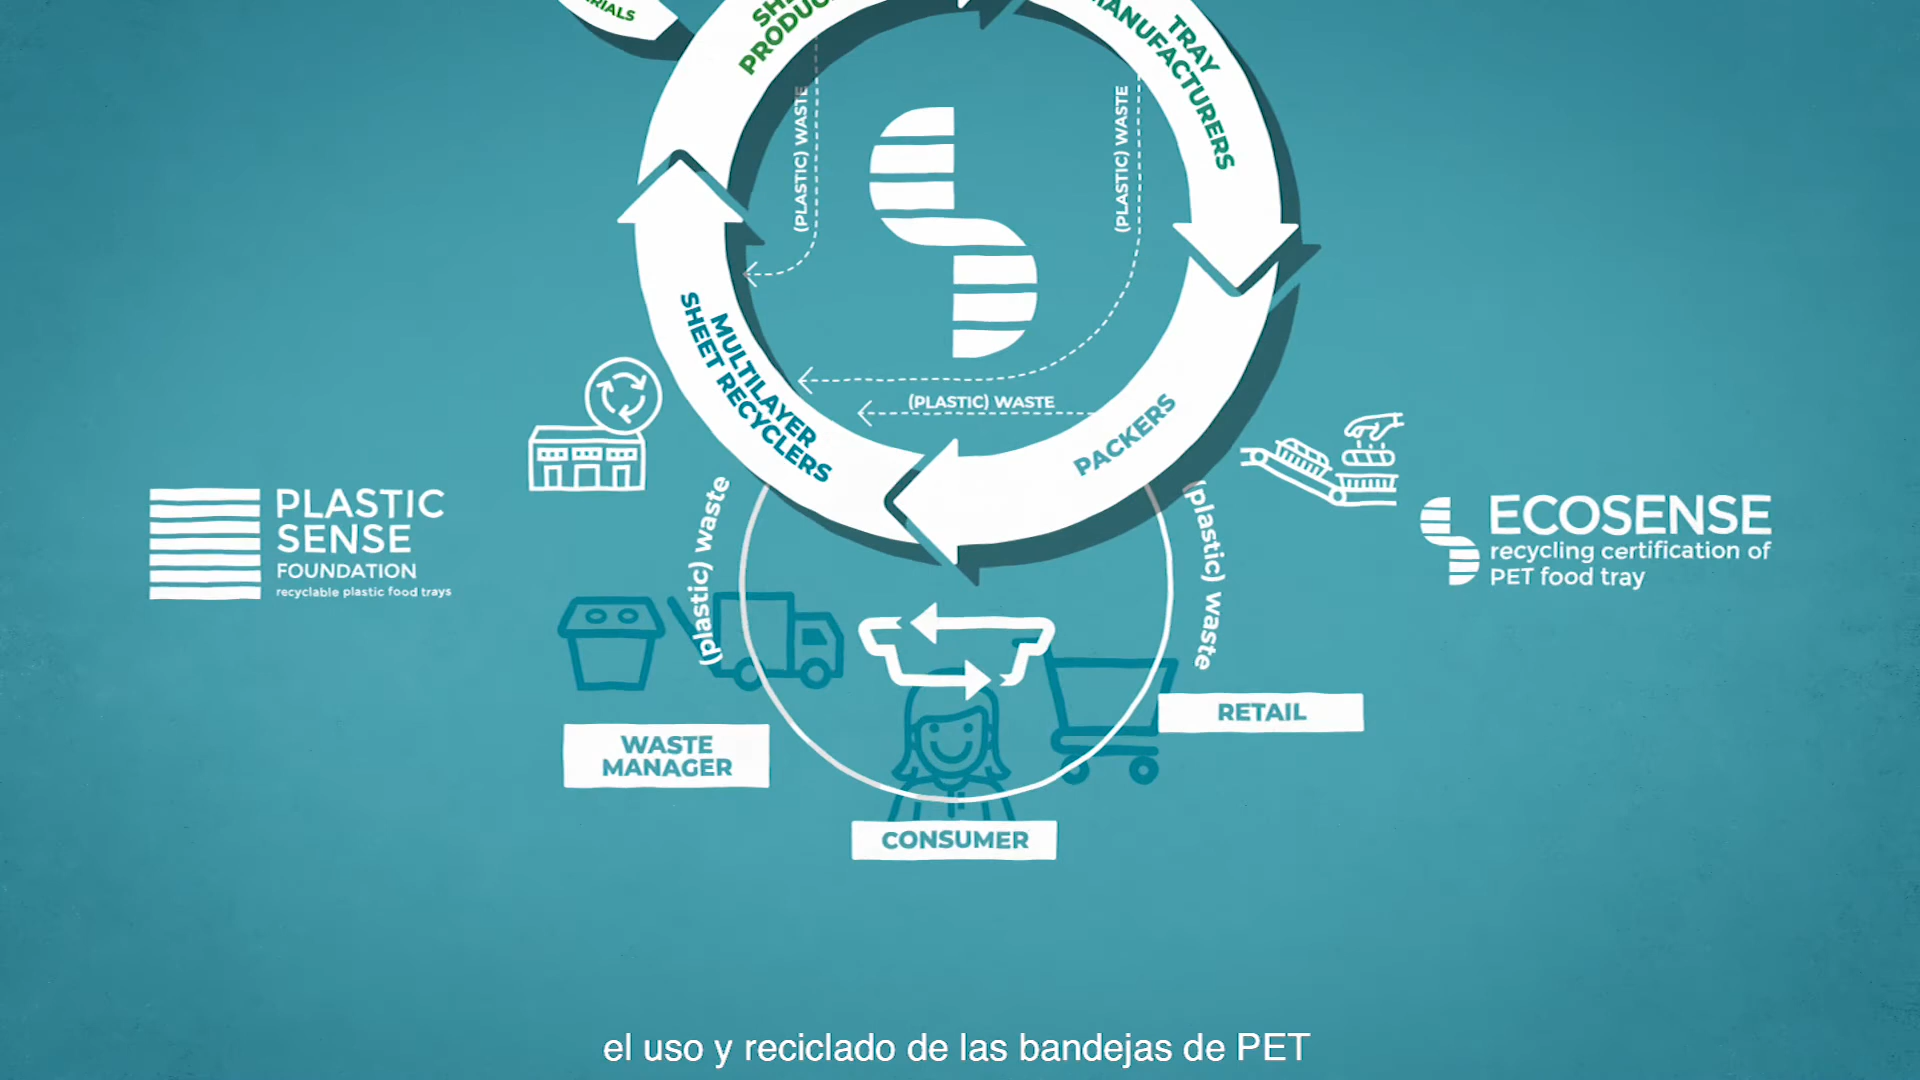 TRAY
MANUFACTURERS
(PLASTIC) WASTE
(PLASTIC) WASTE
MULTILAYER
SHEET RECYCLERS
(PLASTIC) WASTE
PACKERS
PLASTIC
SENSE
FOUNDATION
recyclable plastic food trays
(plastic) waste
(plastic) waste
ECOSENSE
recycling certification of
PET food tray
RETAIL
WASTE
MANAGER
CONSUMER
el uso y reciclado de las bandejas de PET